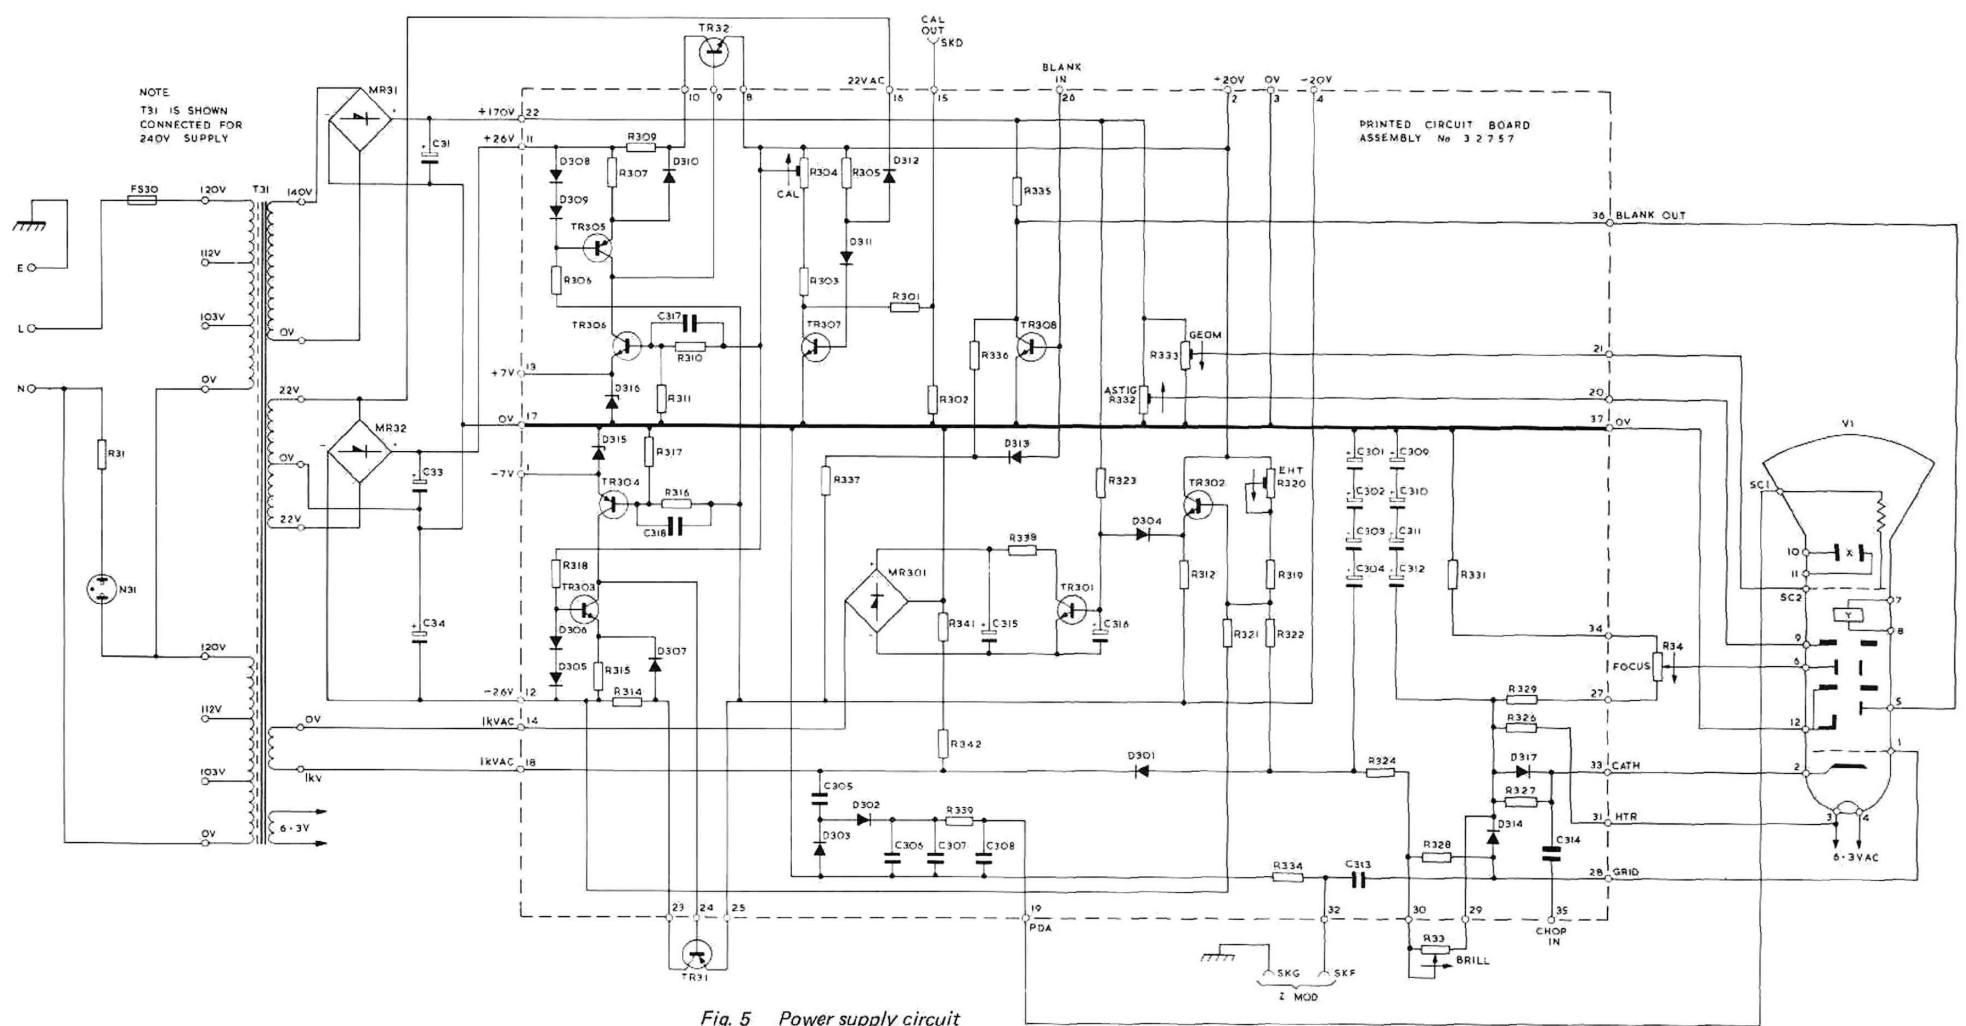 NOTE
T31 IS SHOWN
CONNECTED FOR
240V SUPPLY
PRINTED CIRCUIT BOARD
ASSEMBLY No 32757
CAL
OUT
SKD
BLANK
IN
TR32
22VAC
+20V
0V
-20V
10
9
8
16
15
26
2
3
4
MR31
+170V
22
+26V
11
C31
R309
D308
R307
D310
D309
TR305
R306
CAL
R304
R305
D312
D311
R303
R301
R335
36
BLANK OUT
FS30
120V
T31
140V
112V
103V
0V
0V
E
L
N
TR306
C317
R310
TR307
TR308
R336
GEOM
R333
21
+7V
13
D316
R311
R302
ASTIG
R332
20
0V
17
37
0V
22V
MR32
0V
22V
C33
C34
-7V
1
D315
R317
TR304
R316
C318
D313
R337
R323
TR302
EHT
R320
C301
C309
C302
C310
C303
C311
C304
C312
V1
SC1
R31
N31
R318
TR303
D306
D305
R315
D307
R314
MR301
R338
D304
R312
R319
R331
R341
C315
TR301
C316
R321
R322
10
X
11
SC2
7
Y
8
34
R34
9
FOCUS
6
120V
-26V
12
R329
27
5
112V
0V
1kVAC
14
R326
12
1
R342
1kVAC
18
D301
R324
D317
33
CATH
2
103V
1kV
C305
D302
R339
D303
C306
C307
C308
R327
D314
C314
31
HTR
3
4
0V
6·3V
R328
6·3VAC
R334
C313
28
GRID
23
24
25
19
PDA
32
30
29
35
CHOP
IN
R33
BRILL
TR31
SKG
SKF
Z MOD
Fig. 5 Power supply circuit